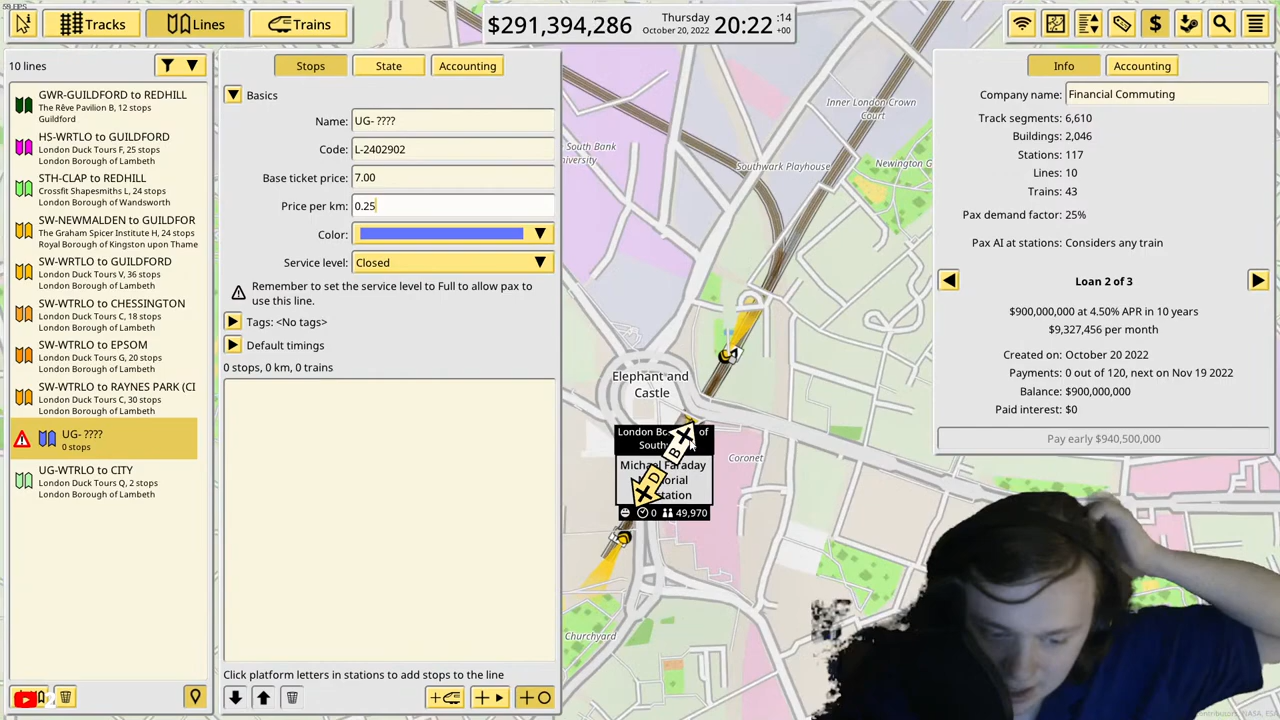 59 FPS
Tracks
Lines
Trains
$291,394,286
Thursday
October 20, 2022
20:22
:14
+00
$
10 lines
GWR-GUILDFORD to REDHILL
The Rêve Pavilion B, 12 stops
Guildford
HS-WRTLO to GUILDFORD
London Duck Tours F, 25 stops
London Borough of Lambeth
STH-CLAP to REDHILL
Crossfit Shapesmiths L, 24 stops
London Borough of Wandsworth
SW-NEWMALDEN to GUILDFOR
The Graham Spicer Institute H, 24 stops
Royal Borough of Kingston upon Thame
SW-WRTLO to GUILDFORD
London Duck Tours V, 36 stops
London Borough of Lambeth
SW-WTRLO to CHESSINGTON
London Duck Tours C, 18 stops
London Borough of Lambeth
SW-WTRLO to EPSOM
London Duck Tours G, 20 stops
London Borough of Lambeth
SW-WTRLO to RAYNES PARK (CI
London Duck Tours C, 30 stops
London Borough of Lambeth
UG- ????
0 stops
UG-WTRLO to CITY
London Duck Tours Q, 2 stops
London Borough of Lambeth
Stops
State
Accounting
Basics
Name: UG- ????
Code: L-2402902
Base ticket price: 7.00
Price per km: 0.25
Color:
Service level: Closed
Remember to set the service level to Full to allow pax to
use this line.
Tags: <No tags>
Default timings
0 stops, 0 km, 0 trains
Click platform letters in stations to add stops to the line
Inner London Crown
Court
South Bank
Southwark Playhouse
Newington G
Elephant and
Castle
London Bo
of
Michael Faraday
49,970
0
B
D
Coronet
Churchyard
Info
Accounting
Company name: Financial Commuting
Track segments: 6,610
Buildings: 2,046
Stations: 117
Lines: 10
Trains: 43
Pax demand factor: 25%
Pax AI at stations: Considers any train
Loan 2 of 3
$900,000,000 at 4.50% APR in 10 years
$9,327,456 per month
Created on: October 20 2022
Payments: 0 out of 120, next on Nov 19 2022
Balance: $900,000,000
Paid interest: $0
Pay early $940,500,000